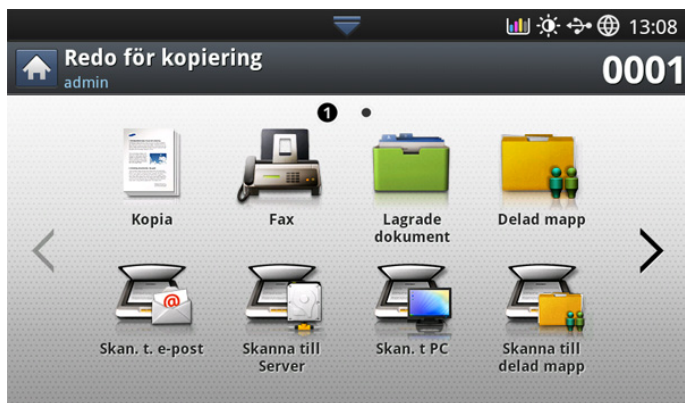 13:08
Redo för kopiering
admin
0001
1
Kopia
Fax
Lagrade
dokument
Delad mapp
Skan. t. e-post
Skanna till
Server
Skan. t PC
Skanna till
delad mapp